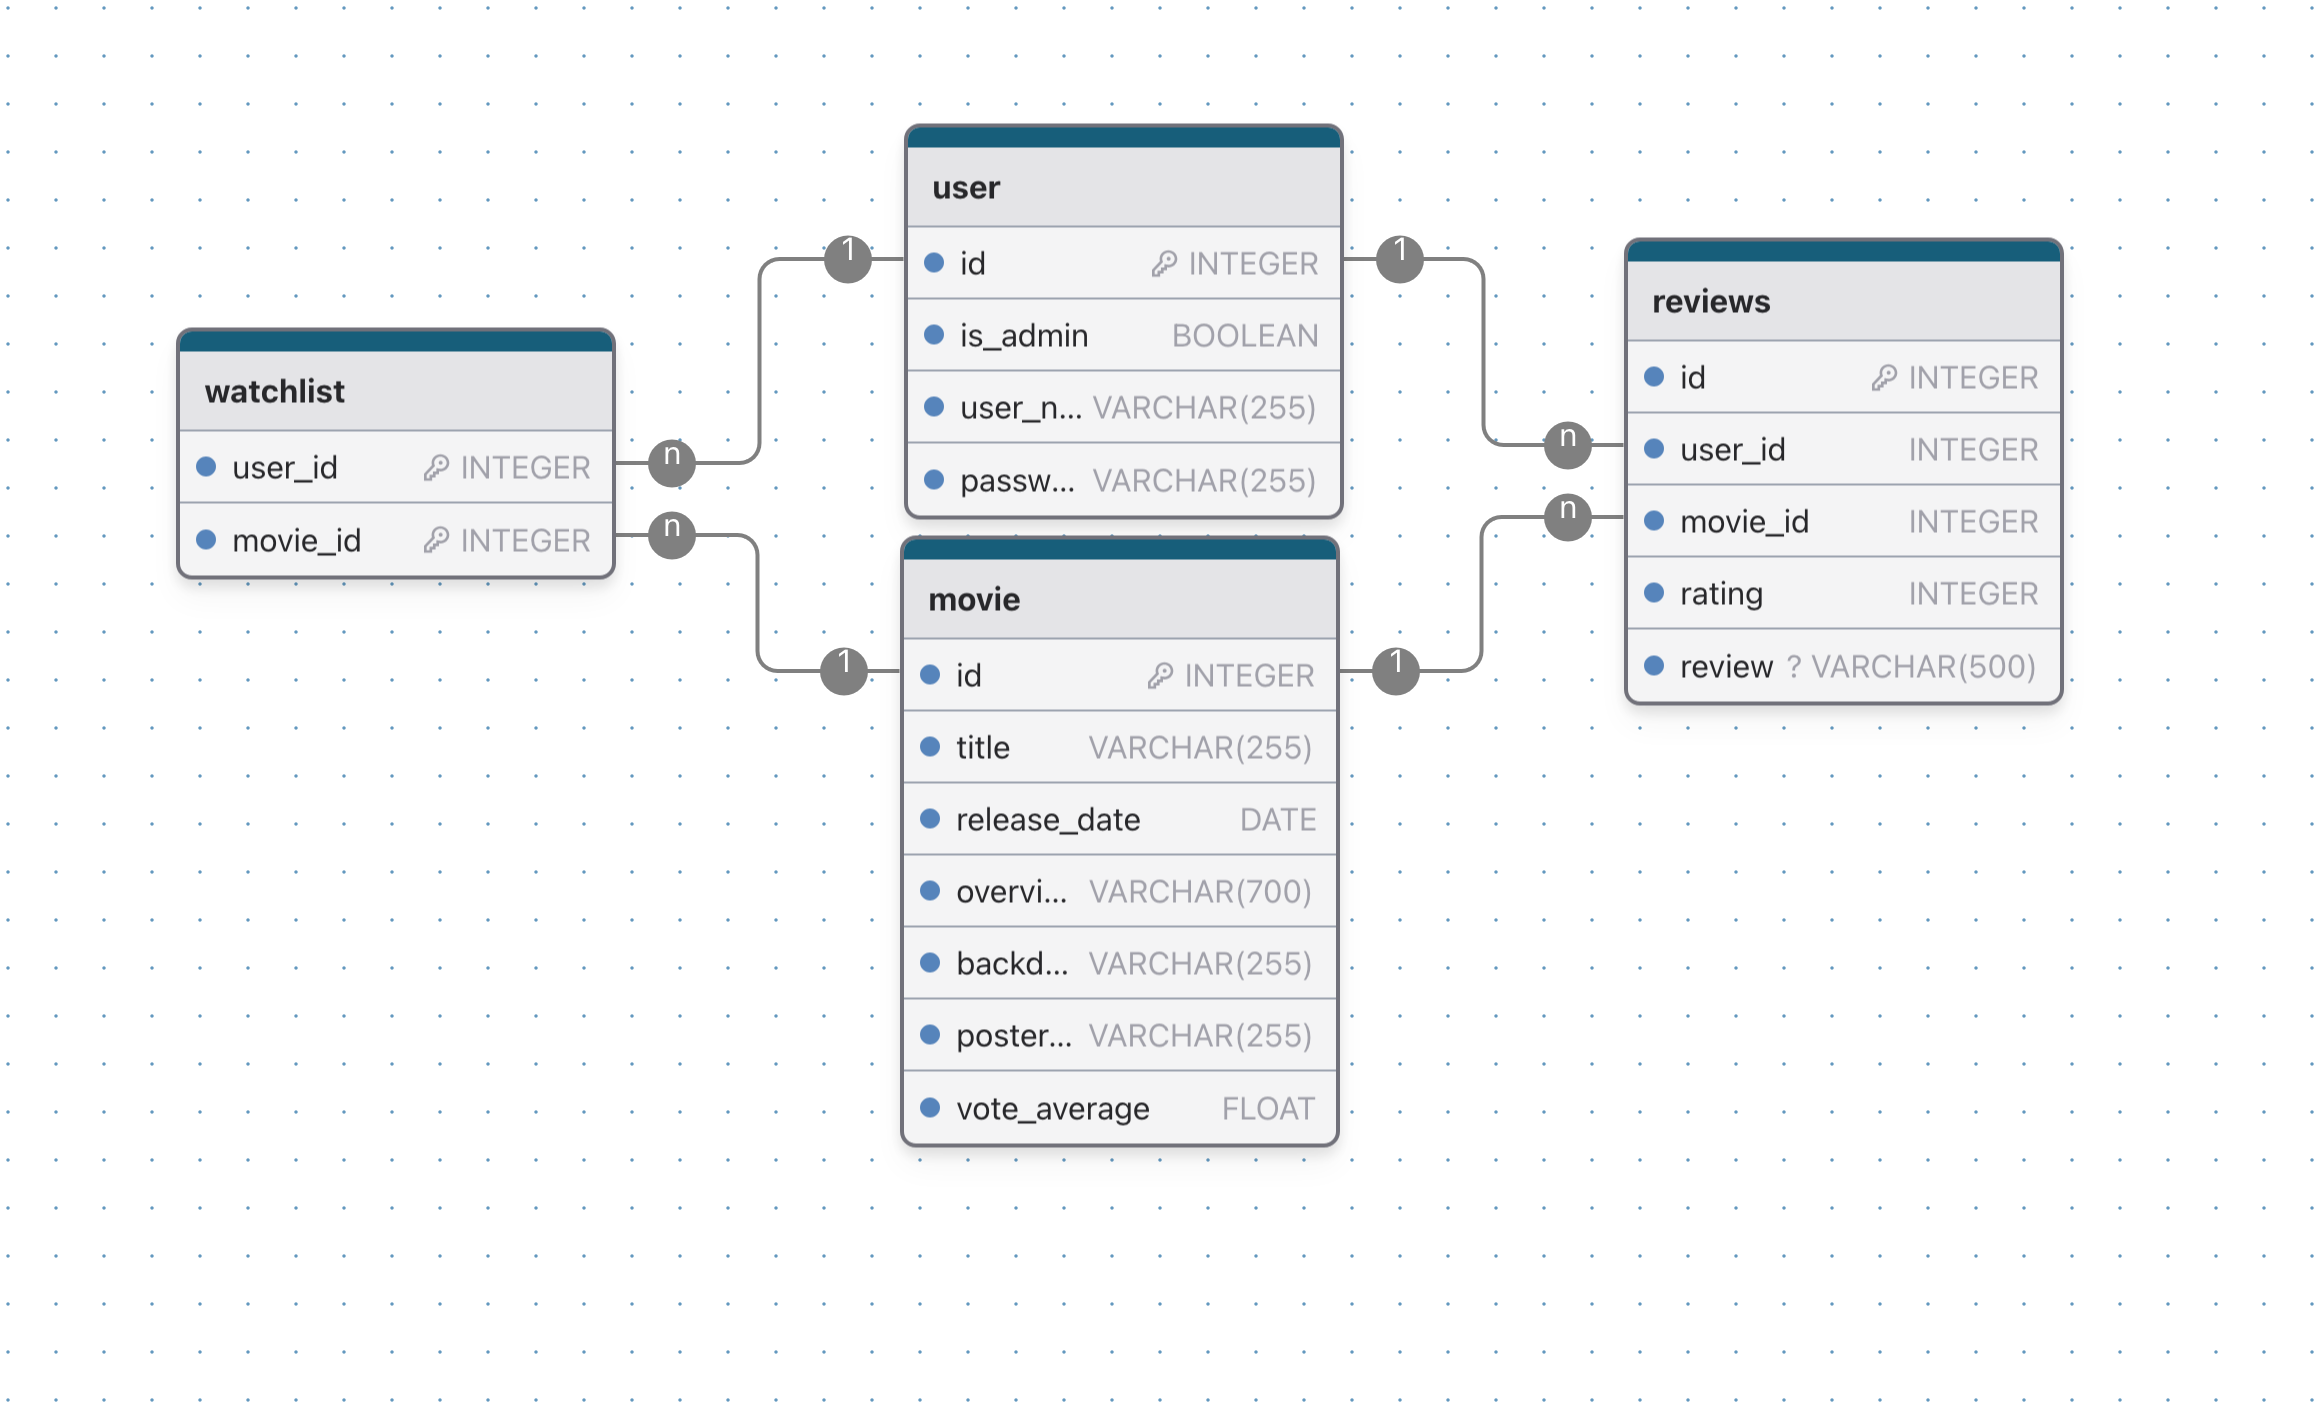 watchlist
user_id INTEGER
movie_id INTEGER
n
n
1
1
user
id INTEGER
is_admin BOOLEAN
user_n... VARCHAR(255)
passw... VARCHAR(255)
movie
id INTEGER
title VARCHAR(255)
release_date DATE
overvi... VARCHAR(700)
backd... VARCHAR(255)
poster... VARCHAR(255)
vote_average FLOAT
1
1
n
n
reviews
id INTEGER
user_id INTEGER
movie_id INTEGER
rating INTEGER
review ? VARCHAR(500)